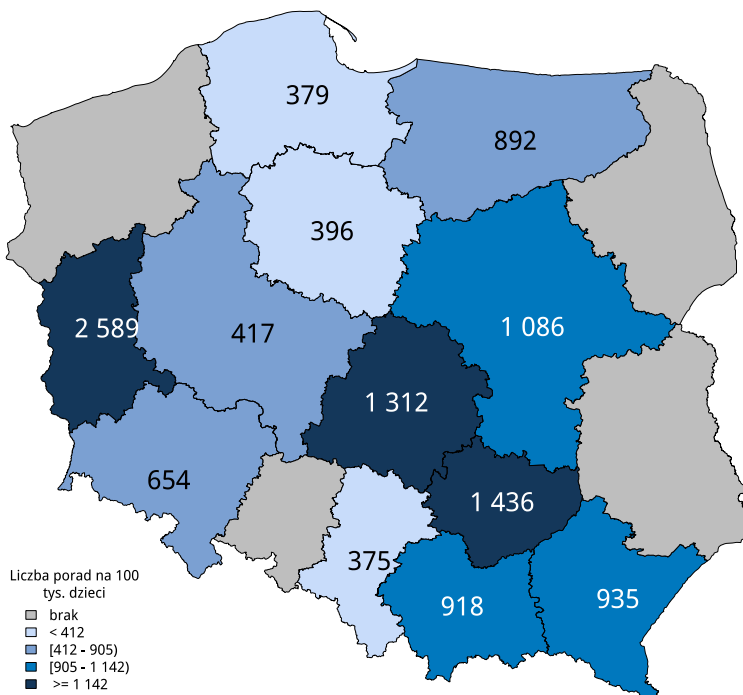 379
892
396
2 589
417
1 086
1 312
654
1 436
375
918
935
Liczba porad na 100
tys. dzieci
brak
< 412
[412 - 905)
[905 - 1 142)
>= 1 142